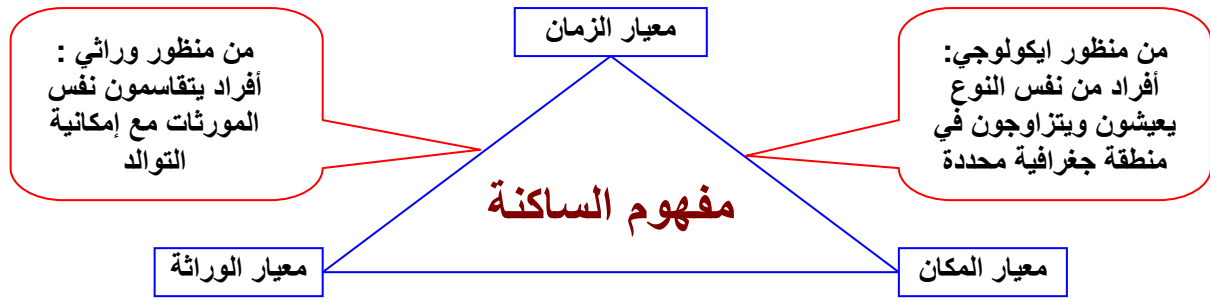 معيار الزمان
من منظور ايكولوجي:
أفراد من نفس النوع
يعيشون ويتزاوجون في
منطقة جغرافية محددة
من منظور وراثي :
أفراد يتقاسمون نفس
المورثات مع إمكانية
التوالد
مفهوم الساكنة
معيار المكان
معيار الوراثة